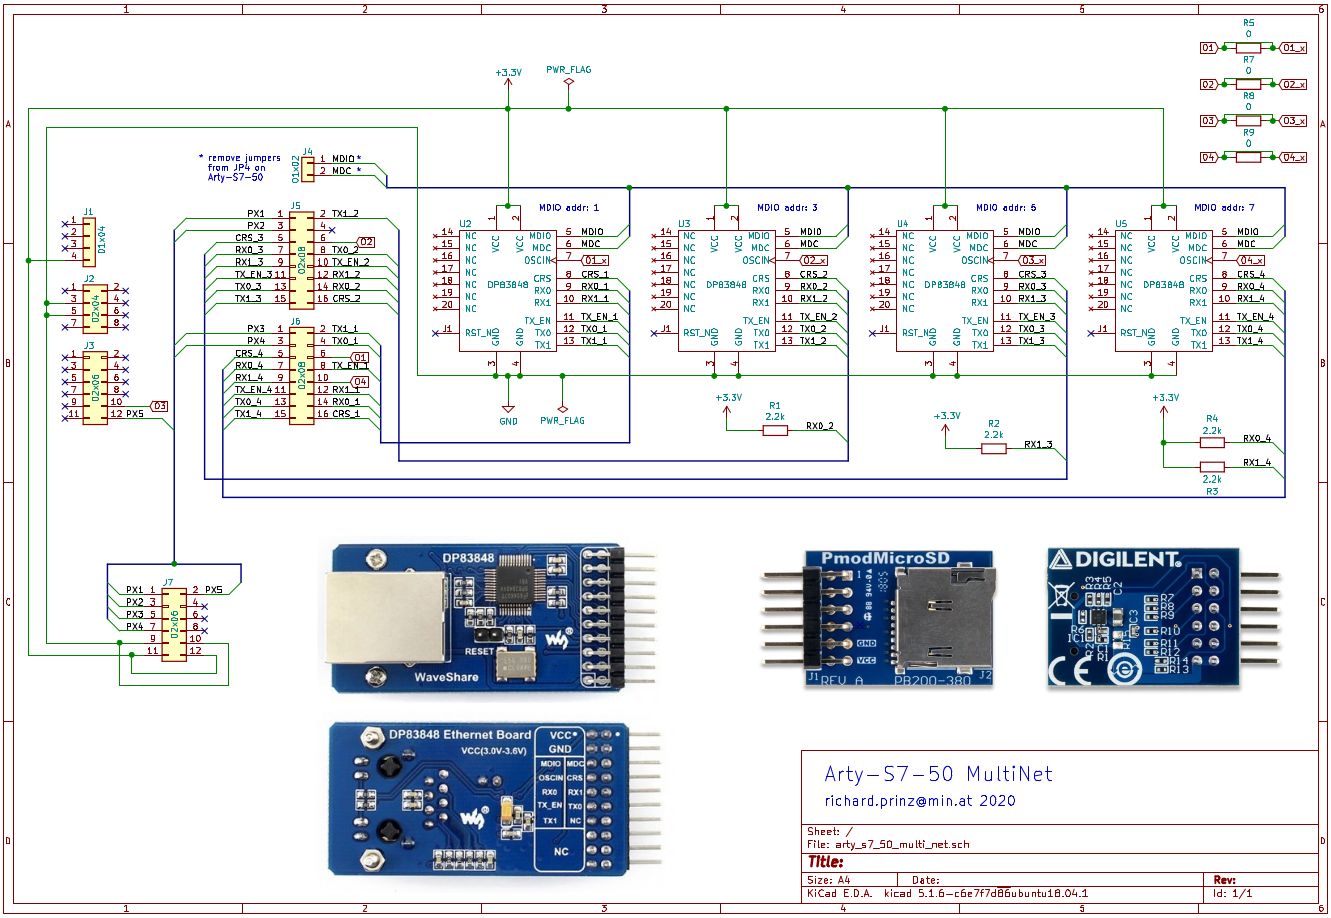 1 2 3 4 5 6
A
B
C
D
R5
0
O1 O1_x
R7
0
O2 O2_x
R8
0
O3 O3_x
R9
0
O4 O4_x
+3.3V
PWR_FLAG
* remove jumpers
from JP4 on
Arty-S7-50
J4
01x02
1 MDIO *
2 MDC *
J1
01x04
1
2
3
4
J2
02x04
1 2
3 4
5 6
7 8
J3
02x06
1 2
3 4
5 6
7 8
9 10 O3
11 12 PX5
J5
02x08
PX1 1 2 TX1_2
PX2 3 4
CRS_3 5 6 O2
RX0_3 7 8 TX0_2
RX1_3 9 10 TX_EN_2
TX_EN_3 11 12 RX1_2
TX0_3 13 14 RX0_2
TX1_3 15 16 CRS_2
J6
02x08
PX3 1 2 TX1_1
PX4 3 4 TX0_1
CRS_4 5 6 O1
RX0_4 7 8 TX_EN_1
RX1_4 9 10 O4
TX_EN_4 11 12 RX1_1
TX0_4 13 14 RX0_1
TX1_4 15 16 CRS_1
U2
MDIO addr: 1
1 2
VCC VCC
14 NC MDIO 5 MDIO
15 NC MDC 6 MDC
16 NC OSCIN 7 O1_x
17 NC
18 NC CRS 8 CRS_1
19 NC RX0 9 RX0_1
20 NC RX1 10 RX1_1
DP83848
TX_EN 11 TX_EN_1
J1 RST_N TX0 12 TX0_1
TX1 13 TX1_1
GND GND
3 4
U3
MDIO addr: 3
1 2
VCC VCC
14 NC MDIO 5 MDIO
15 NC MDC 6 MDC
16 NC OSCIN 7 O2_x
17 NC
18 NC CRS 8 CRS_2
19 NC RX0 9 RX0_2
20 NC RX1 10 RX1_2
DP83848
TX_EN 11 TX_EN_2
J1 RST_N TX0 12 TX0_2
TX1 13 TX1_2
GND GND
3 4
U4
MDIO addr: 5
1 2
VCC VCC
14 NC MDIO 5 MDIO
15 NC MDC 6 MDC
16 NC OSCIN 7 O3_x
17 NC
18 NC CRS 8 CRS_3
19 NC RX0 9 RX0_3
20 NC RX1 10 RX1_3
DP83848
TX_EN 11 TX_EN_3
J1 RST_N TX0 12 TX0_3
TX1 13 TX1_3
GND GND
3 4
U5
MDIO addr: 7
1 2
VCC VCC
14 NC MDIO 5 MDIO
15 NC MDC 6 MDC
16 NC OSCIN 7 O4_x
17 NC
18 NC CRS 8 CRS_4
19 NC RX0 9 RX0_4
20 NC RX1 10 RX1_4
DP83848
TX_EN 11 TX_EN_4
J1 RST_N TX0 12 TX0_4
TX1 13 TX1_4
GND GND
3 4
GND
PWR_FLAG
+3.3V
R1
2.2k
RX0_2
+3.3V
R2
2.2k
RX1_3
+3.3V
R4
2.2k
RX0_4
RX1_4
2.2k
R3
J7
02x06
PX1 1 2 PX5
PX2 3 4
PX3 5 6
PX4 7 8
9 10
11 12
DP83848
RESET
WaveShare
DP83848 Ethernet Board
VCC(3.0V-3.6V)
VCC*
GND
MDIO MDC
OSCIN CRS
RX0 RX1
TX_EN TX0
TX1 NC
NC
PmodMicroSD
1
94V-0
GND
VCC
J1 REV A PB200-380 J2
DIGILENT
R3
R4
R5
C2
R7
R8
R9
R6
IC1
IC3
R10
R11
R12
R14
R13
R2
R1
CE
Arty-S7-50 MultiNet
richard.prinz@min.at 2020
Sheet: /
File: arty_s7_50_multi_net.sch
Title:
Size: A4 Date: Rev:
KiCad E.D.A. kicad 5.1.6-c6e7f7d~86~ubuntu18.04.1 Id: 1/1
1 2 3 4 5 6